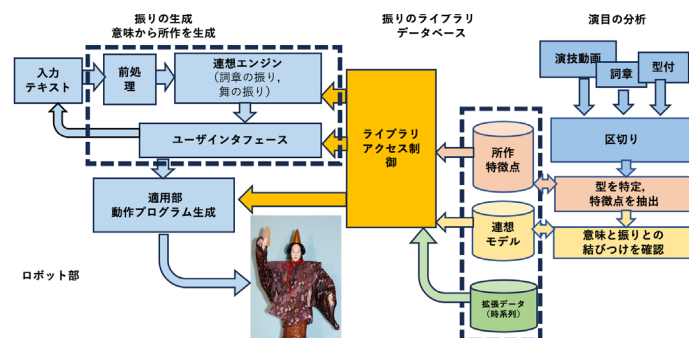 振りの生成
意味から所作を生成
振りのライブラリ
データベース
演目の分析
入力
テキスト
前処
理
連想エンジン
(詞章の振り,
舞の振り)
ユーザインタフェース
適用部
動作プログラム生成
ロボット部
ライブラリ
アクセス制
御
所作
特徴点
連想
モデル
拡張データ
(時系列)
演技動画
詞章
型付
区切り
型を特定,
特徴点を抽出
意味と振りとの
結びつけを確認